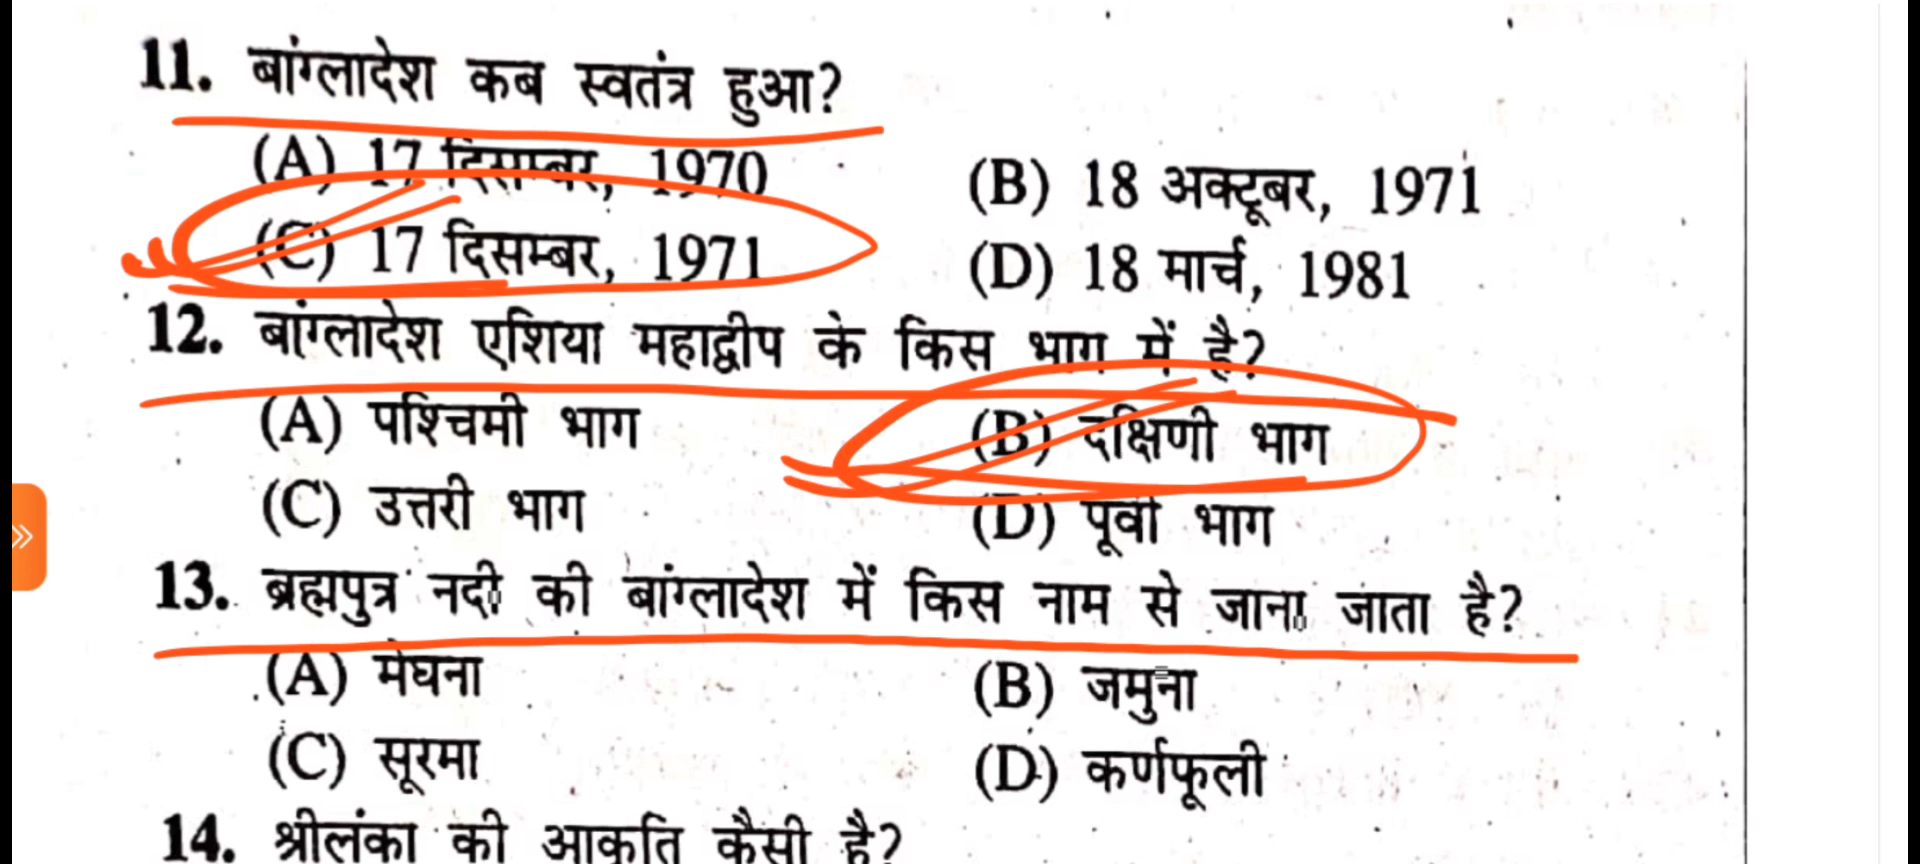 11. बांग्लादेश कब स्वतंत्र हुआ?
(A) 17 दिसम्बर, 1970 (B) 18 अक्टूबर, 1971
(C) 17 दिसम्बर, 1971 (D) 18 मार्च, 1981
12. बांग्लादेश एशिया महाद्वीप के किस भाग में है?
(A) पश्चिमी भाग (B) दक्षिणी भाग
(C) उत्तरी भाग (D) पूर्वी भाग
13. ब्रह्मपुत्र नदी की बांग्लादेश में किस नाम से जाना जाता है?
(A) मेघना (B) जमुना
(C) सूरमा (D) कर्णफूली
14. श्रीलंका की आकृति कैसी है?